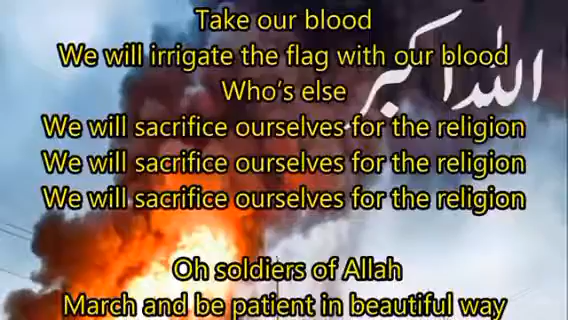 Take our blood
We will irrigate the flag with our blood
الله أكبر
Who's else
We will sacrifice ourselves for the religion
We will sacrifice ourselves for the religion
We will sacrifice ourselves for the religion
Oh soldiers of Allah
March and be patient in beautiful way